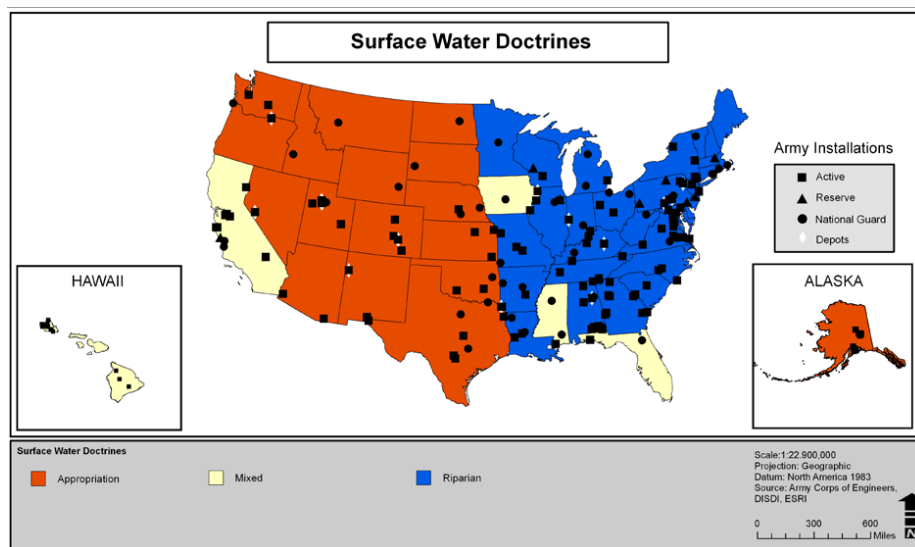 Surface Water Doctrines
Army Installations
Active
Reserve
National Guard
Depots
HAWAII
ALASKA
Surface Water Doctrines
Appropriation
Mixed
Riparian
Scale:1:22.900,000
Projection: Geographic
Datum: North America 1983
Source: Army Corps of Engineers,
DISDI, ESRI
0 300 600
Miles
N